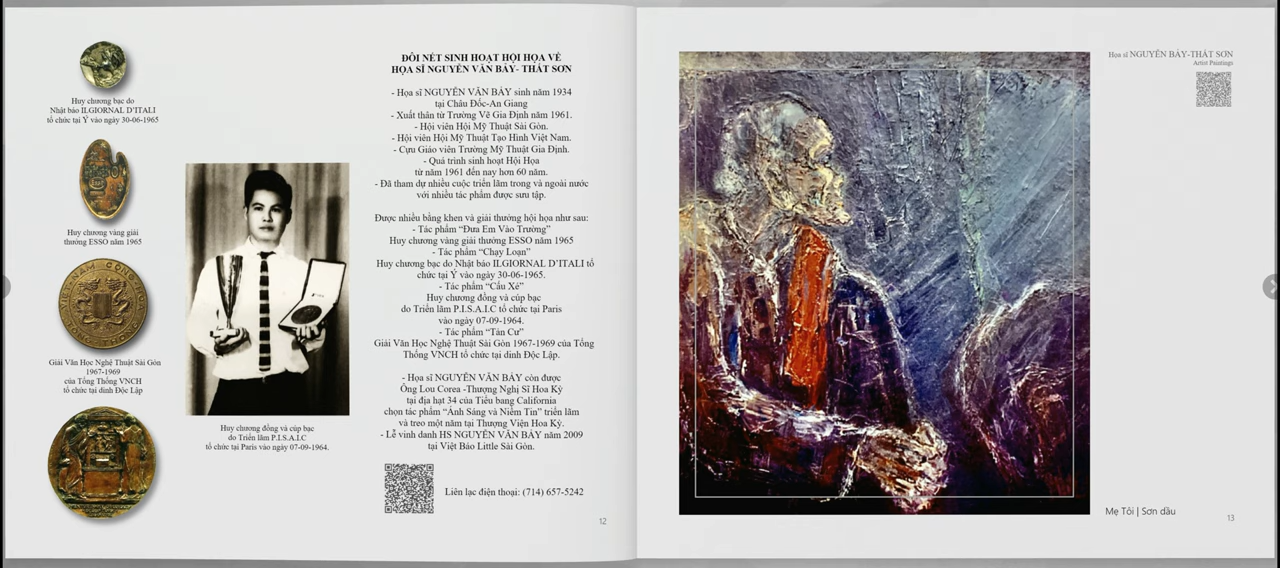 Huy chương bạc do
Nhật báo ILGIORNAL D’ITALI
tổ chức tại Ý vào ngày 30-06-1965
Huy chương vàng giải
thưởng ESSO năm 1965
VIỆT-NAM CỘNG-HÒA
TỔNG-THỐNG
Giải Văn Học Nghệ Thuật Sài Gòn
1967-1969
của Tổng Thống VNCH
tổ chức tại dinh Độc Lập
Huy chương đồng và cúp bạc
do Triển lãm P.I.S.A.I.C
tổ chức tại Paris vào ngày 07-09-1964.
ĐÔI NÉT SINH HOẠT HỘI HỌA VỀ
HỌA SĨ NGUYỄN VĂN BẢY- THẤT SƠN
- Họa sĩ NGUYỄN VĂN BẢY sinh năm 1934
tại Châu Đốc-An Giang
- Xuất thân từ Trường Vẽ Gia Định năm 1961.
- Hội viên Hội Mỹ Thuật Sài Gòn.
- Hội viên Hội Mỹ Thuật Tạo Hình Việt Nam.
- Cựu Giáo viên Trường Mỹ Thuật Gia Định.
- Quá trình sinh hoạt Hội Họa
từ năm 1961 đến nay hơn 60 năm.
- Đã tham dự nhiều cuộc triển lãm trong và ngoài nước
với nhiều tác phẩm được sưu tập.
Được nhiều bằng khen và giải thưởng hội họa như sau:
- Tác phẩm “Đưa Em Vào Trường”
Huy chương vàng giải thưởng ESSO năm 1965
- Tác phẩm “Chạy Loạn”
Huy chương bạc do Nhật báo ILGIORNAL D’ITALI tổ
chức tại Ý vào ngày 30-06-1965.
- Tác phẩm “Cấu Xé”
Huy chương đồng và cúp bạc
do Triển lãm P.I.S.A.I.C tổ chức tại Paris
vào ngày 07-09-1964.
- Tác phẩm “Tản Cư”
Giải Văn Học Nghệ Thuật Sài Gòn 1967-1969 của Tổng
Thống VNCH tổ chức tại dinh Độc Lập.
- Họa sĩ NGUYỄN VĂN BẢY còn được
Ông Lou Corea -Thượng Nghị Sĩ Hoa Kỳ
tại địa hạt 34 của Tiểu bang California
chọn tác phẩm “Ánh Sáng và Niềm Tin” triển lãm
và treo một năm tại Thượng Viện Hoa Kỳ.
- Lễ vinh danh HS NGUYỄN VĂN BẢY năm 2009
tại Việt Báo Little Sài Gòn.
Liên lạc điện thoại: (714) 657-5242
12
Họa sĩ NGUYỄN BẢY-THẤT SƠN
Artist Paintings
Mẹ Tôi | Sơn dầu
13